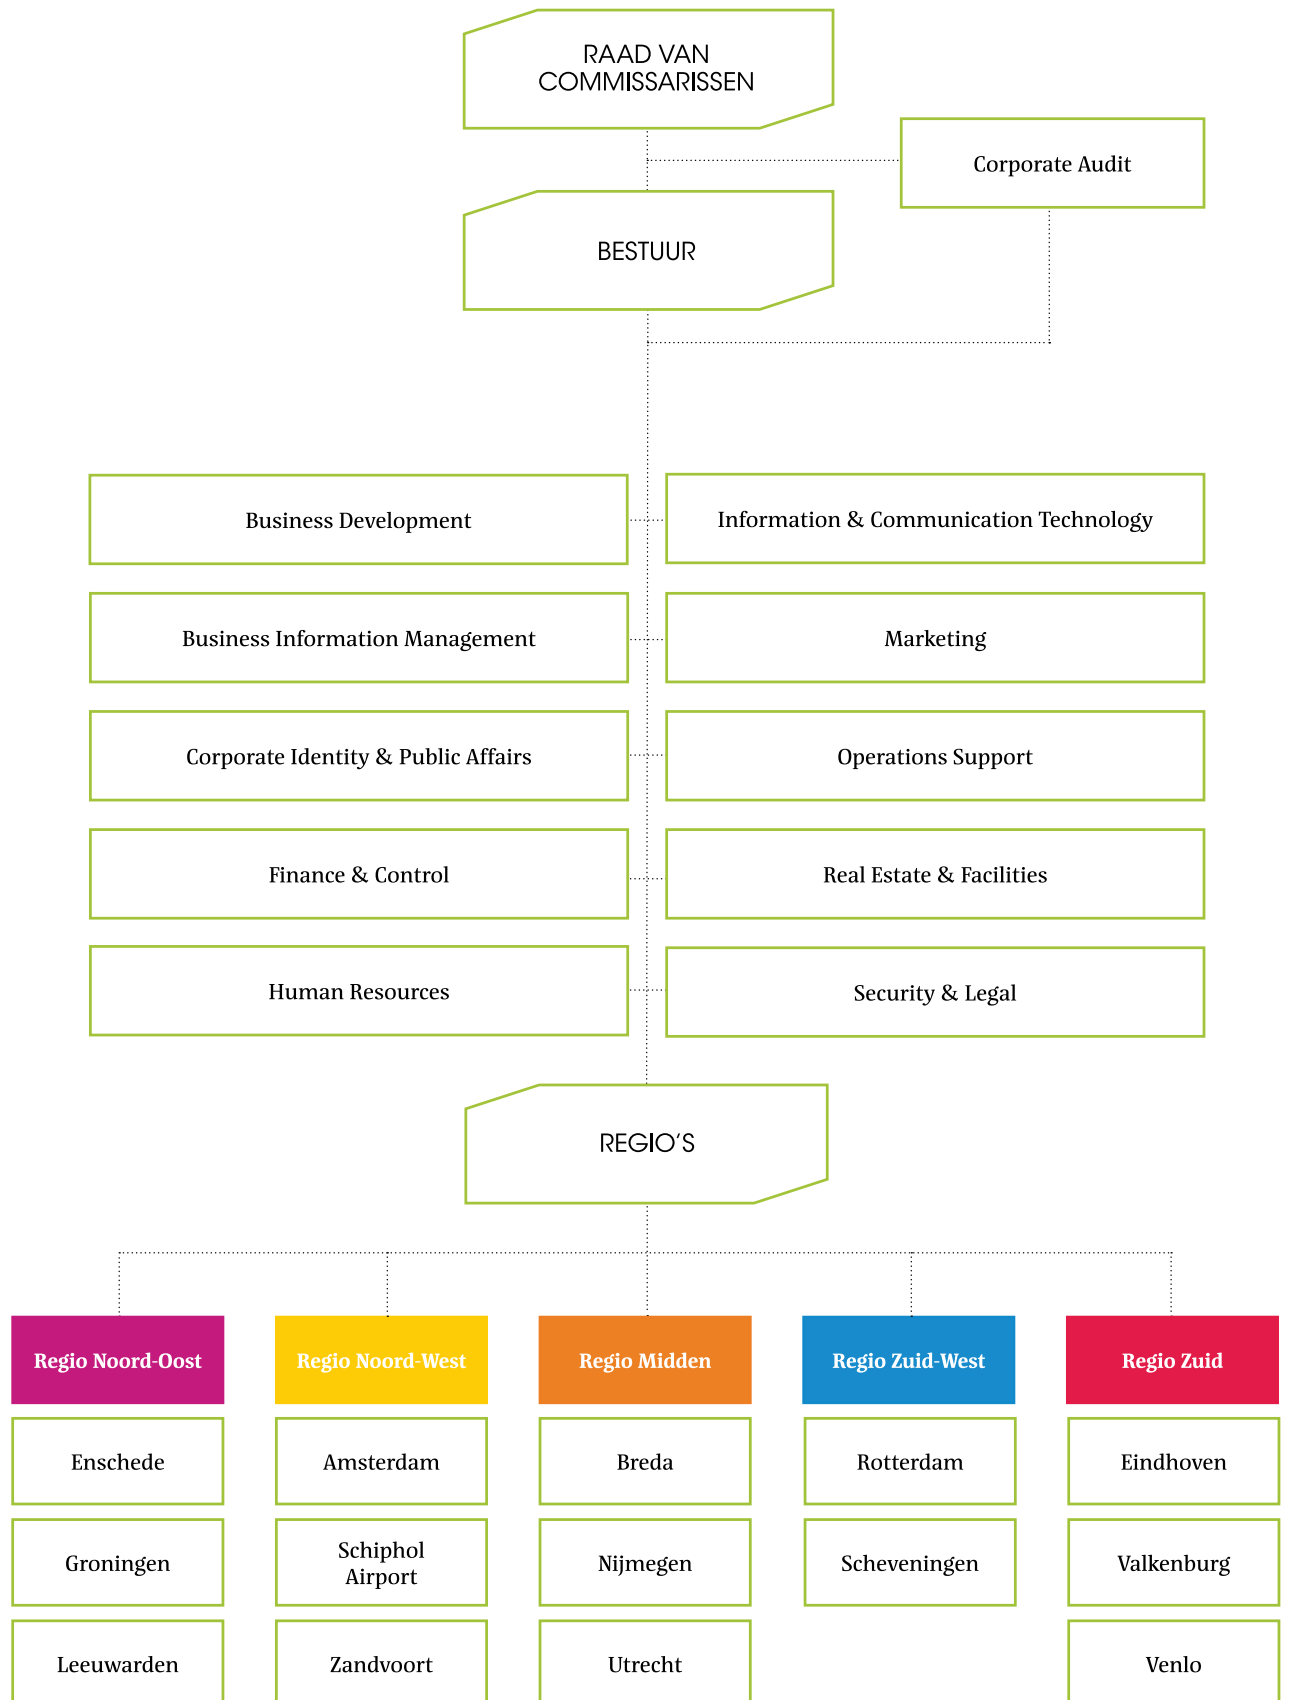 RAAD VAN
COMMISSARISSEN
Corporate Audit
BESTUUR
Business Development
Information & Communication Technology
Business Information Management
Marketing
Corporate Identity & Public Affairs
Operations Support
Finance & Control
Real Estate & Facilities
Human Resources
Security & Legal
REGIO'S
Regio Noord-Oost
Regio Noord-West
Regio Midden
Regio Zuid-West
Regio Zuid
Enschede
Amsterdam
Breda
Rotterdam
Eindhoven
Groningen
Schiphol
Airport
Nijmegen
Scheveningen
Valkenburg
Leeuwarden
Zandvoort
Utrecht
Venlo